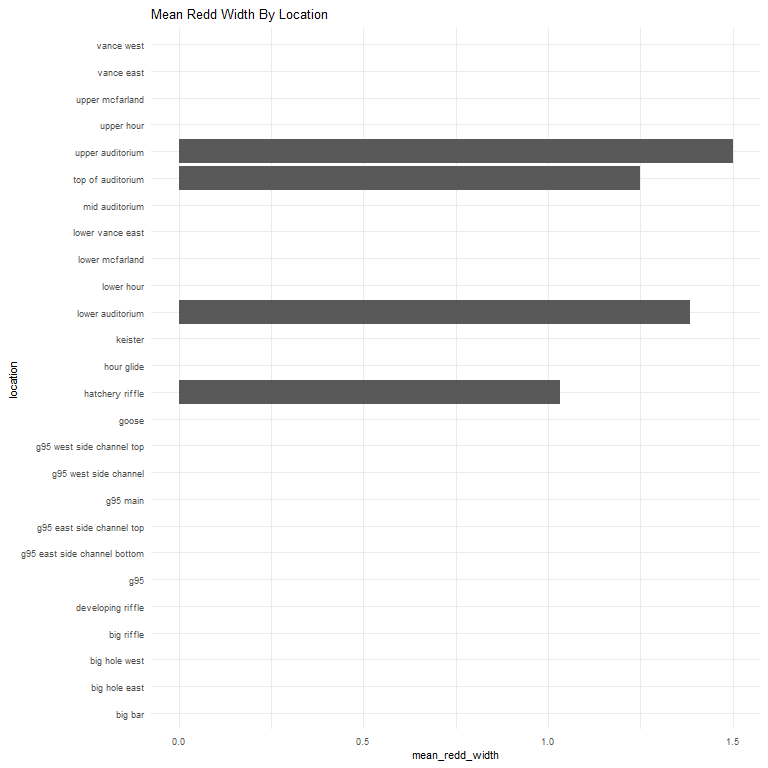 Mean Redd Width By Location
vance west
vance east
upper mcfarland
upper hour
upper auditorium
top of auditorium
mid auditorium
lower vance east
lower mcfarland
lower hour
lower auditorium
keister
hour glide
hatchery riffle
goose
g95 west side channel top
g95 west side channel
g95 main
g95 east side channel top
g95 east side channel bottom
g95
developing riffle
big riffle
big hole west
big hole east
big bar
location
0.0 0.5 1.0 1.5
mean_redd_width